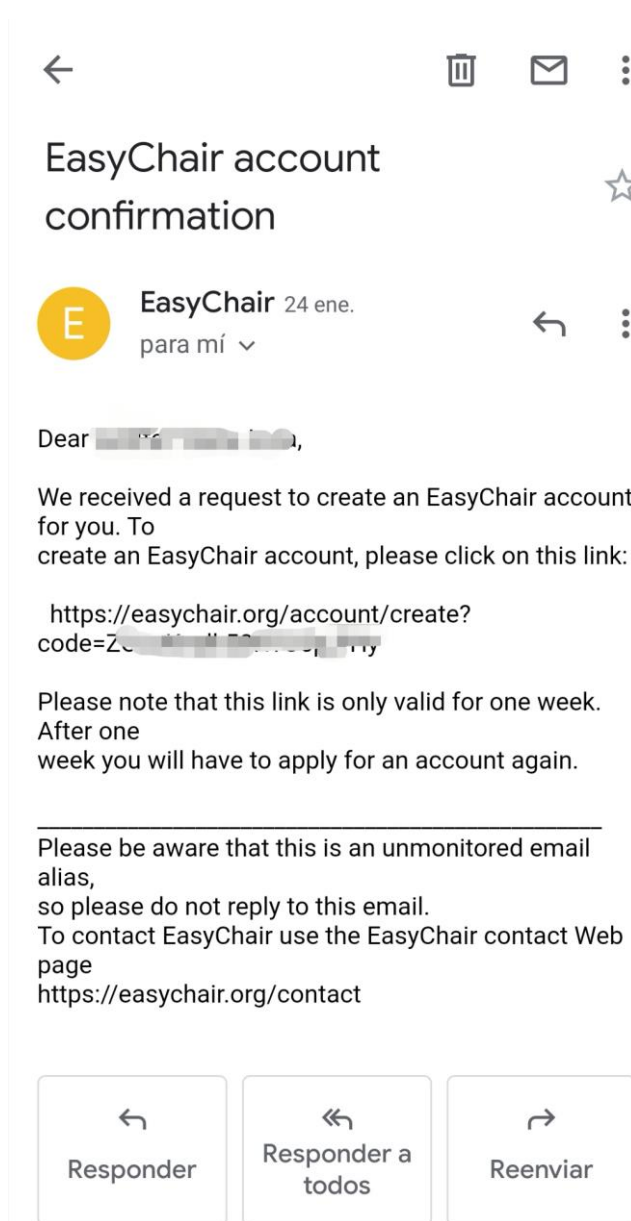 EasyChair account
confirmation
E
EasyChair 24 ene.
para mí
Dear
We received a request to create an EasyChair account
for you. To
create an EasyChair account, please click on this link:
https://easychair.org/account/create?
Please note that this link is only valid for one week.
After one
week you will have to apply for an account again.
Please be aware that this is an unmonitored email
alias,
so please do not reply to this email.
To contact EasyChair use the EasyChair contact Web
page
https://easychair.org/contact
Responder
Responder a
todos
Reenviar